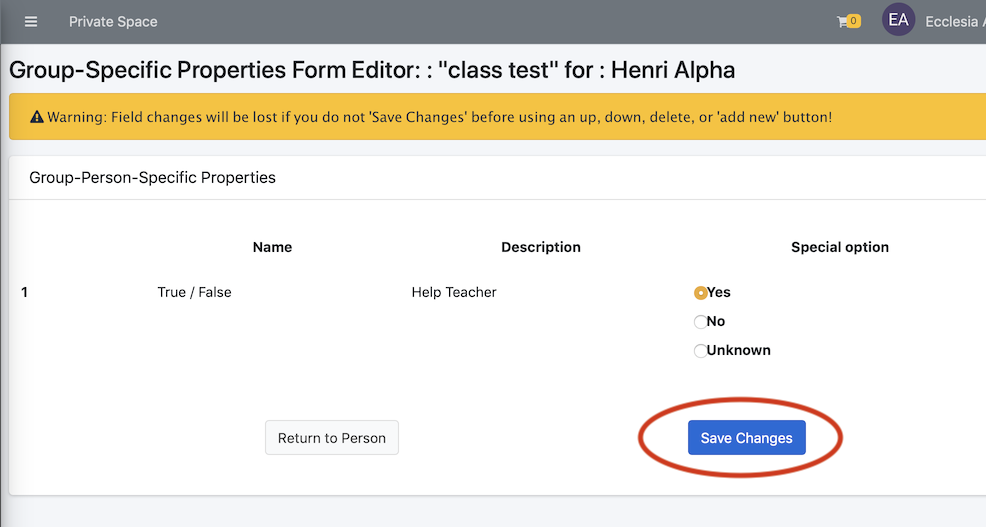 Private Space
0
EA
Ecclesia A
Group-Specific Properties Form Editor: : "class test" for : Henri Alpha
Warning: Field changes will be lost if you do not 'Save Changes' before using an up, down, delete, or 'add new' button!
Group-Person-Specific Properties
Name Description Special option
1 True / False Help Teacher Yes
No
Unknown
Return to Person Save Changes